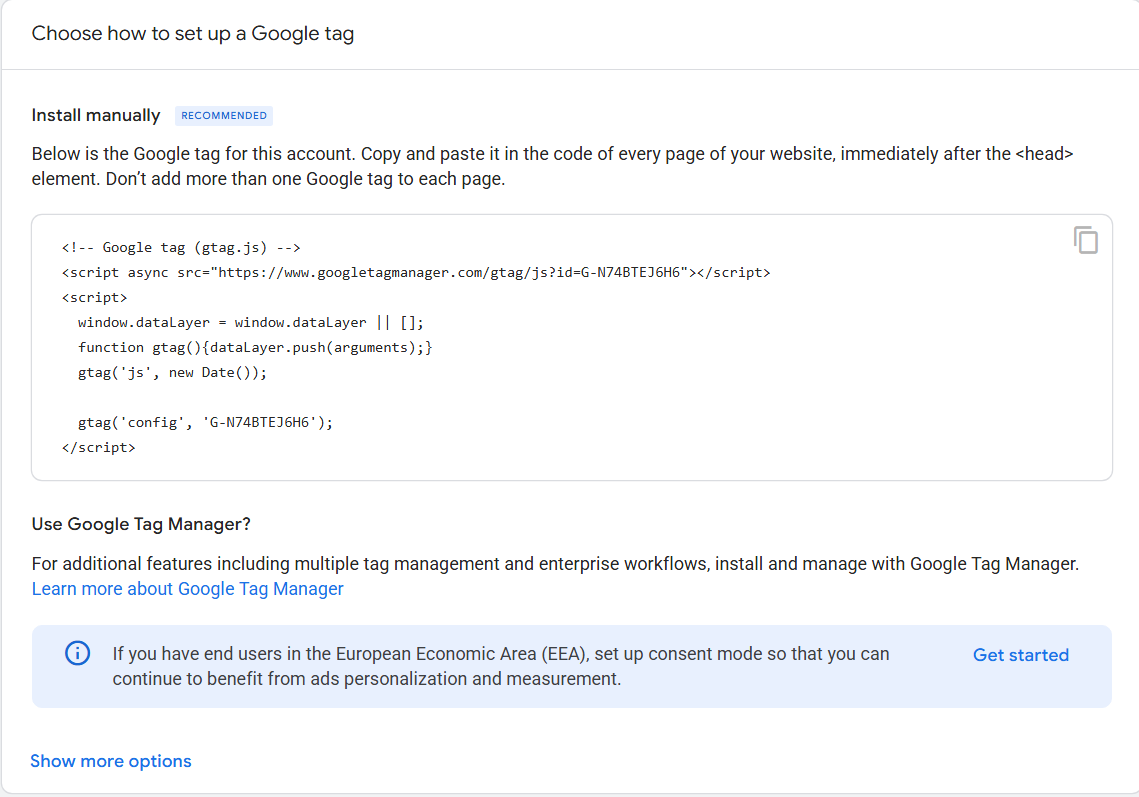 Choose how to set up a Google tag
Install manually RECOMMENDED
Below is the Google tag for this account. Copy and paste it in the code of every page of your website, immediately after the <head>
element. Don’t add more than one Google tag to each page.
<!-- Google tag (gtag.js) -->
<script async src="https://www.googletagmanager.com/gtag/js?id=G-N74BTEJ6H6"></script>
<script>
  window.dataLayer = window.dataLayer || [];
  function gtag(){dataLayer.push(arguments);}
  gtag('js', new Date());

  gtag('config', 'G-N74BTEJ6H6');
</script>
Use Google Tag Manager?
For additional features including multiple tag management and enterprise workflows, install and manage with Google Tag Manager.
Learn more about Google Tag Manager
If you have end users in the European Economic Area (EEA), set up consent mode so that you can
continue to benefit from ads personalization and measurement.
Get started
Show more options